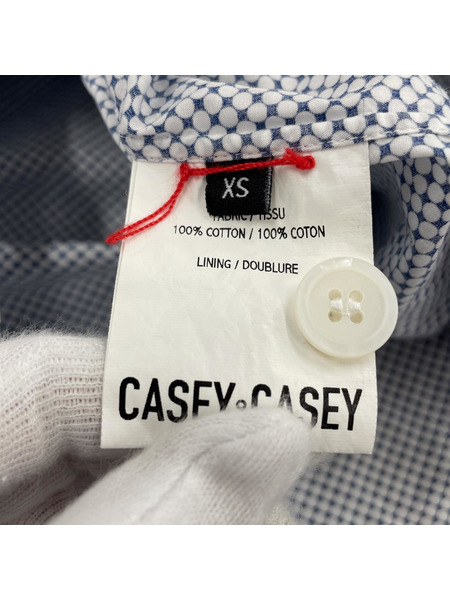 XS
FABRIC / TISSU
100% COTTON / 100% COTON
LINING / DOUBLURE
CASEY•CASEY